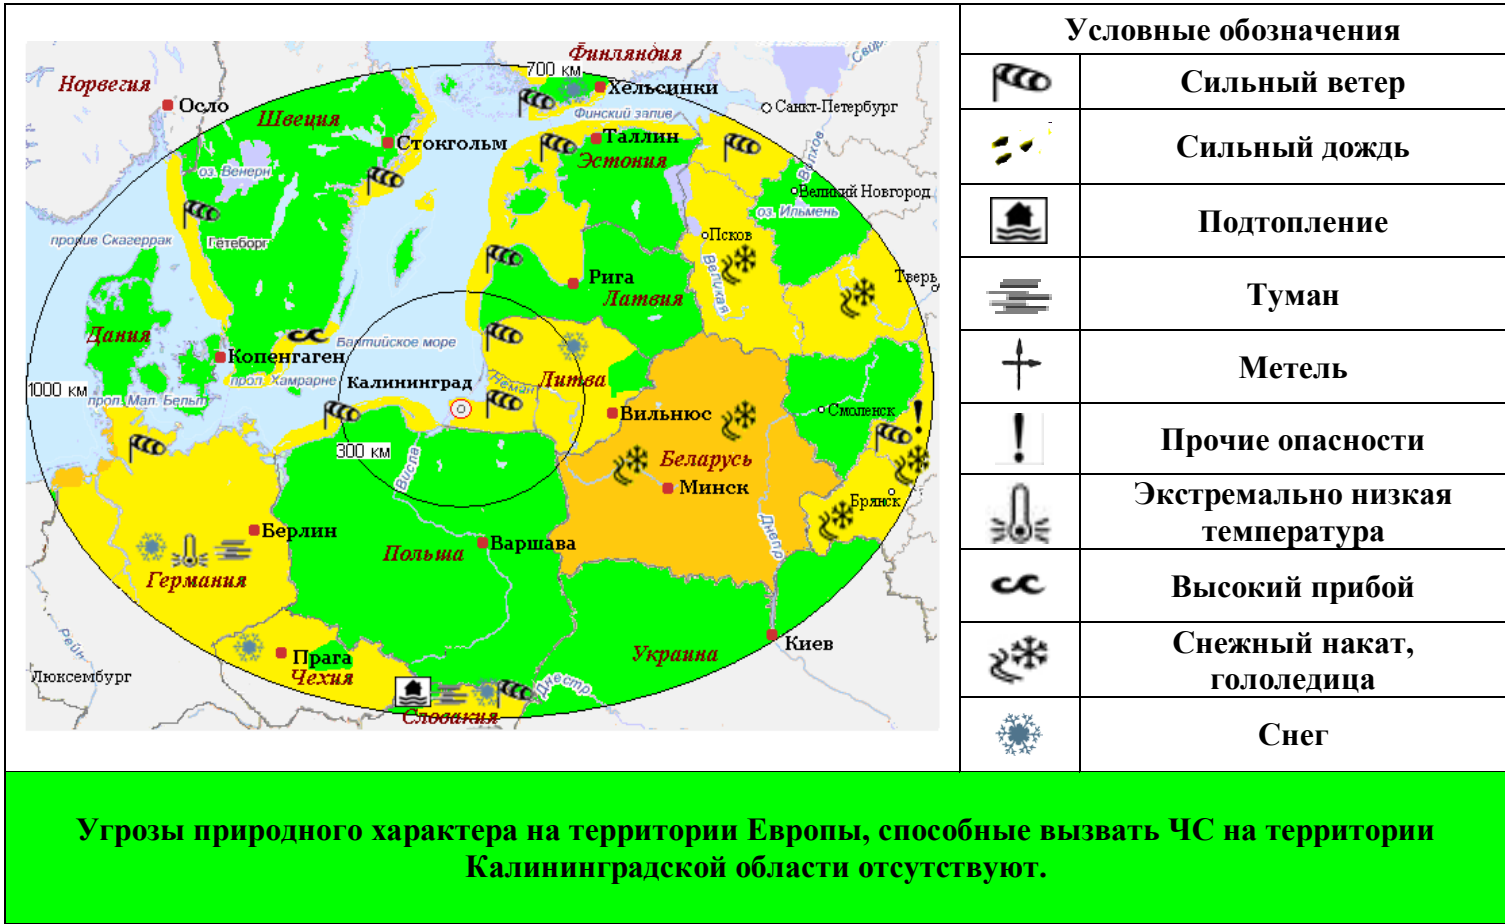 Норвегия
Осло
Швеция
Стокгольм
оз. Венерн
Гетеборг
Финляндия
700 км
Хельсинки
Финский залив
Таллин
Эстония
Санкт-Петербург
Волхов
Великий Новгород
оз. Ильмень
Псков
Великая
Тверь
Рига
Латвия
Дания
Копенгаген
Балтийское море
1000 км
прол. Мал. Бельт
прол. Хамрарне
Калининград
300 км
Неман
Литва
Вильнюс
Смоленск
Беларусь
Минск
Брянск
Днепр
Висла
Берлин
Германия
Польша
Варшава
Рейн
Прага
Чехия
Люксембург
Словакия
Днестр
Украина
Киев
Условные обозначения
Сильный ветер
Сильный дождь
Подтопление
Туман
Метель
Прочие опасности
Экстремально низкая
температура
Высокий прибой
Снежный накат,
гололедица
Снег
Угрозы природного характера на территории Европы, способные вызвать ЧС на территории
Калининградской области отсутствуют.